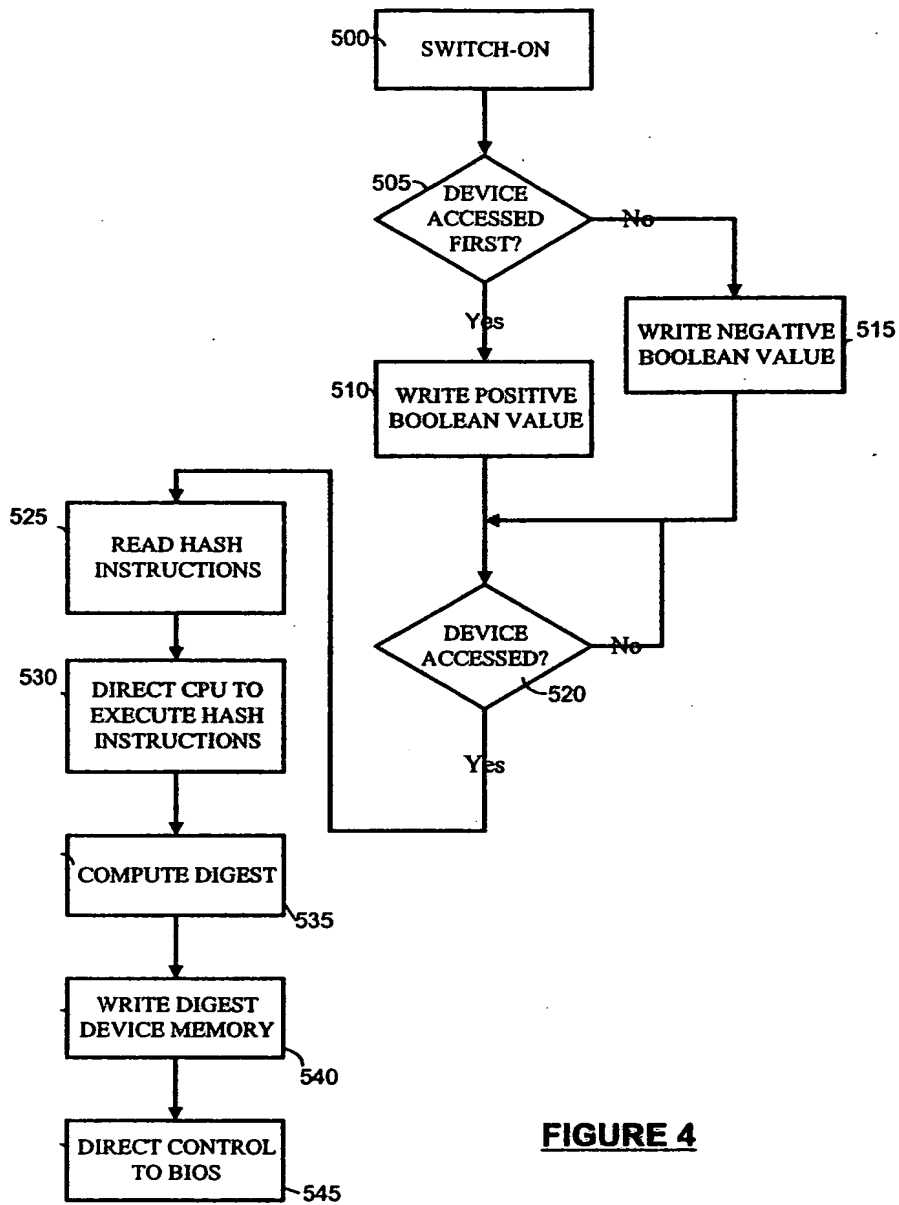 500
SWITCH-ON
505
DEVICE
ACCESSED
FIRST?
No
Yes
WRITE NEGATIVE
BOOLEAN VALUE
515
510
WRITE POSITIVE
BOOLEAN VALUE
525
READ HASH
INSTRUCTIONS
DEVICE
ACCESSED?
No
520
530
DIRECT CPU TO
EXECUTE HASH
INSTRUCTIONS
Yes
COMPUTE DIGEST
535
WRITE DIGEST
DEVICE MEMORY
540
DIRECT CONTROL
TO BIOS
545
FIGURE 4